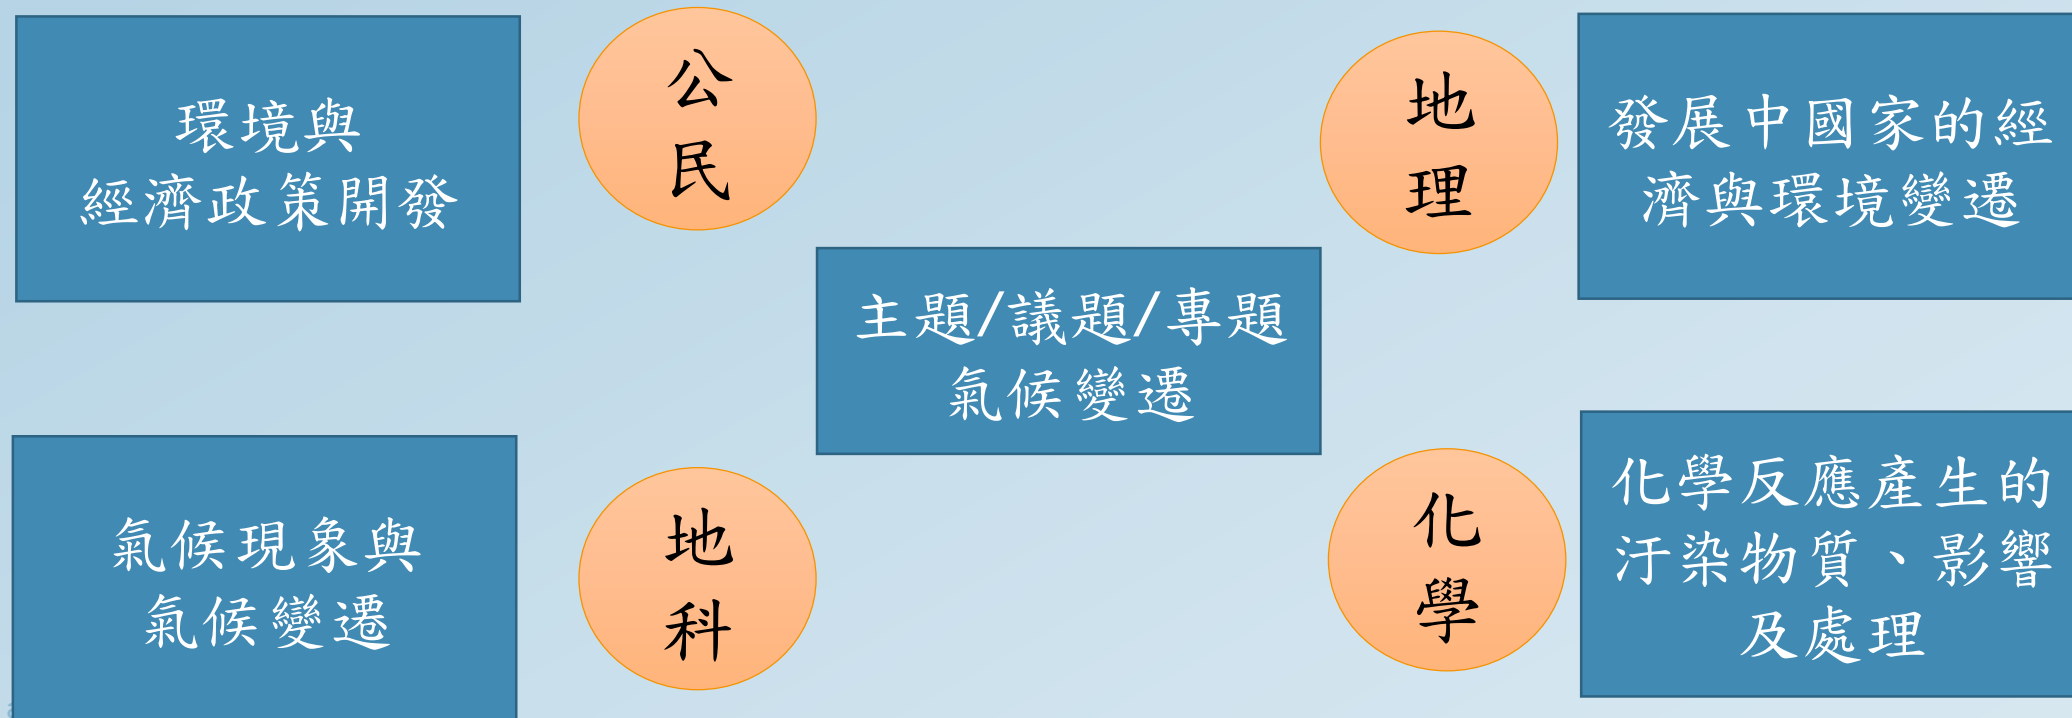 環境與
經濟政策開發
公
民
地
理
發展中國家的經
濟與環境變遷
主題/議題/專題
氣候變遷
氣候現象與
氣候變遷
地
科
化
學
化學反應產生的
汙染物質、影響
及處理